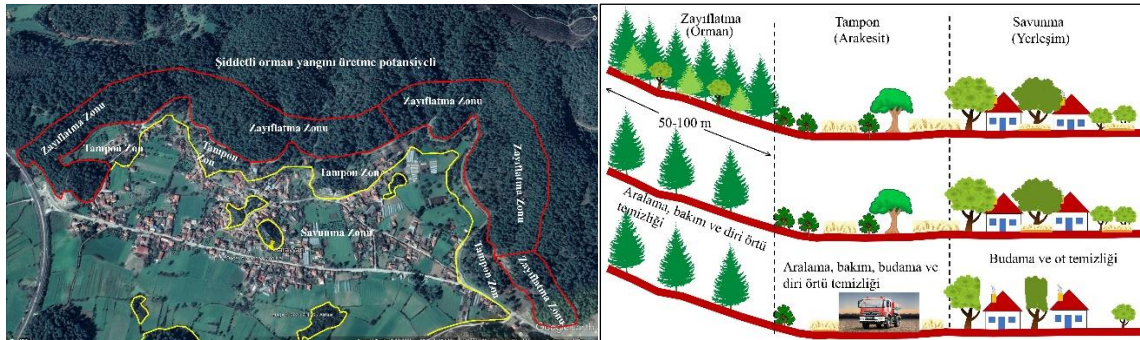 Şiddetli orman yangını üretme potansiyeli
Zayıflatma Zonu
Zayıflatma Zonu
Zayıflatma Zonu
Zayıflatma Zonu
Zayıflatma Zonu
Tampon Zon
Tampon
Zon
Tampon Zon
Tampon Zon
Savunma Zonu
Google Earth
Zayıflatma
(Orman)
Tampon
(Arakesit)
Savunma
(Yerleşim)
50-100 m
Aralama, bakım ve diri örtü
temizliği
Aralama, bakım, budama ve
diri örtü temizliği
Budama ve ot temizliği